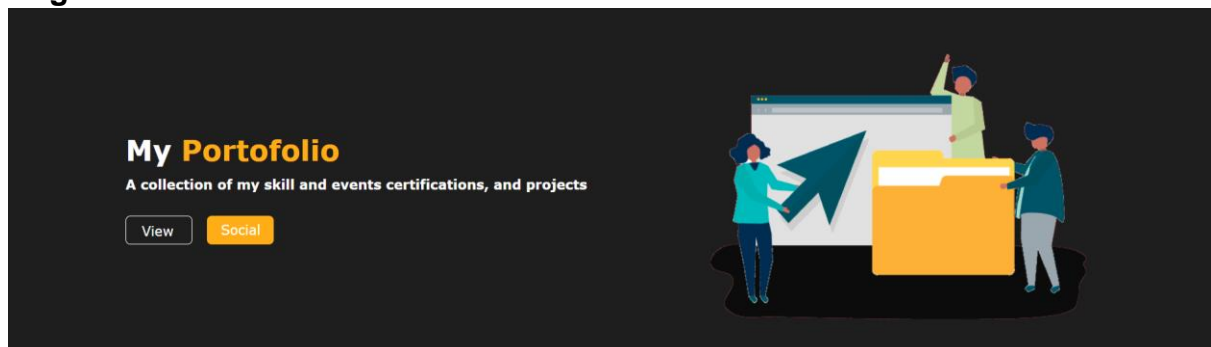 My Portofolio
A collection of my skill and events certifications, and projects
View Social